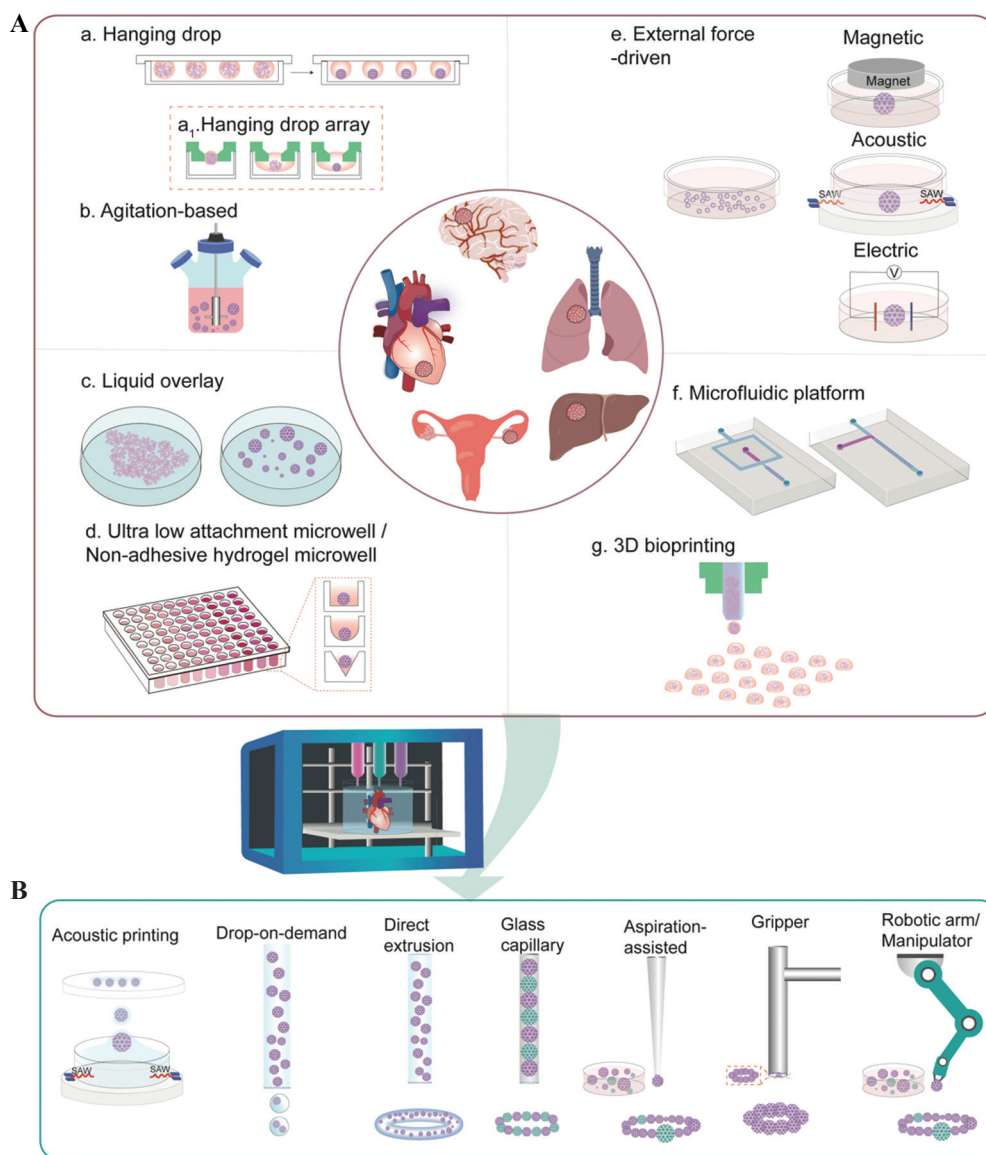 A
a. Hanging drop
a1.Hanging drop array
b. Agitation-based
c. Liquid overlay
d. Ultra low attachment microwell /
Non-adhesive hydrogel microwell
e. External force
-driven
Magnetic
Magnet
Acoustic
SAW
SAW
Electric
V
f. Microfluidic platform
g. 3D bioprinting
B
Acoustic printing
SAW
SAW
Drop-on-demand
Direct
extrusion
Glass
capillary
Aspiration-
assisted
Gripper
Robotic arm/
Manipulator